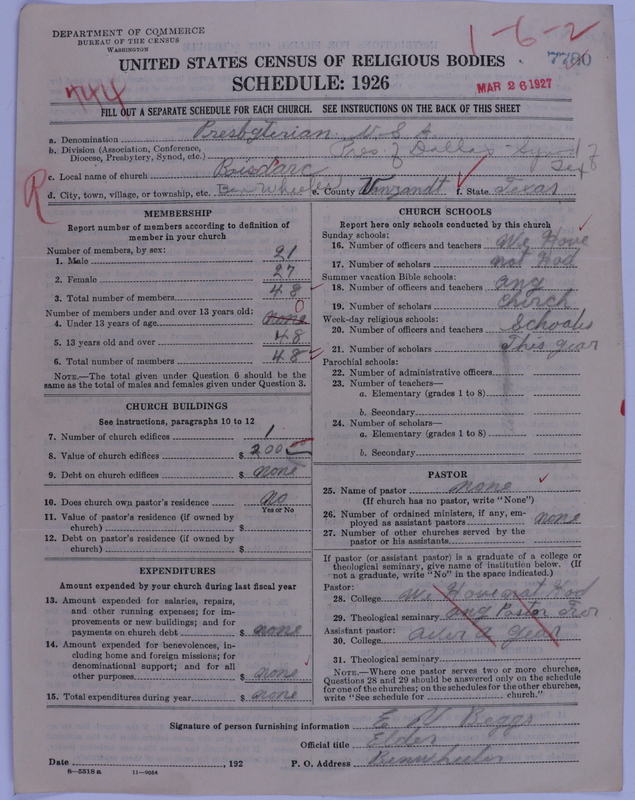 DEPARTMENT OF COMMERCE
BUREAU OF THE CENSUS
WASHINGTON
1-6-2
7760
UNITED STATES CENSUS OF RELIGIOUS BODIES
SCHEDULE: 1926
MAR 26 1927
744
FILL OUT A SEPARATE SCHEDULE FOR EACH CHURCH. SEE INSTRUCTIONS ON THE BACK OF THIS SHEET
a. Denomination Presbyterian U.S.A
b. Division (Association, Conference, Diocese, Presbytery, Synod, etc.) Pres of Dallas - Synod of Tex
c. Local name of church Boisdarc
R
d. City, town, village, or township, etc. Ben Wheeler e. County Vanzandt f. State Texas
MEMBERSHIP
Report number of members according to definition of
member in your church
Number of members, by sex:
1. Male 21
2. Female 27
3. Total number of members 48
Number of members under and over 13 years old:
4. Under 13 years of age none 0
5. 13 years old and over 48
6. Total number of members 48
NOTE.—The total given under Question 6 should be
same as the total of males and females given under Question 3.
CHURCH BUILDINGS
See instructions, paragraphs 10 to 12
7. Number of church edifices 1
8. Value of church edifices $ 200
9. Debt on church edifices $ none
10. Does church own pastor's residence no
Yes or No
11. Value of pastor's residence (if owned by
church) $
12. Debt on pastor's residence (if owned by
church) $
EXPENDITURES
Amount expended by your church during last fiscal year
13. Amount expended for salaries, repairs,
and other running expenses; for im-
provements or new buildings; and for
payments on church debt $ none
14. Amount expended for benevolences, in-
cluding home and foreign missions; for
denominational support; and for all
other purposes $ none
15. Total expenditures during year $ none
CHURCH SCHOOLS
Report here only schools conducted by this church
Sunday schools:
16. Number of officers and teachers We Have
17. Number of scholars not Had
Summer vacation Bible schools:
18. Number of officers and teachers any
19. Number of scholars Church
Week-day religious schools:
20. Number of officers and teachers Schools
21. Number of scholars This year
Parochial schools:
22. Number of administrative officers
23. Number of teachers—
a. Elementary (grades 1 to 8)
b. Secondary
24. Number of scholars—
a. Elementary (grades 1 to 8)
b. Secondary
PASTOR
25. Name of pastor none
(If church has no pastor, write "None")
26. Number of ordained ministers, if any, em-
ployed as assistant pastors none
27. Number of other churches served by the
pastor or his assistants
If pastor (or assistant pastor) is a graduate of a college or
theological seminary, give name of institution below. (If
not a graduate, write "No" in the space indicated.)
Pastor:
28. College We Have not Had
29. Theological seminary any Pastor for
Assistant pastor:
30. College over a year
31. Theological seminary
NOTE.—Where one pastor serves two or more churches,
Questions 28 and 29 should be answered only on the schedule
for one of the churches; on the schedules for the other churches,
write "See schedule for church."
Signature of person furnishing information E Beggs
Official title Elder
Date , 192 P. O. Address Benwheeler
8-5518 a 11-9054